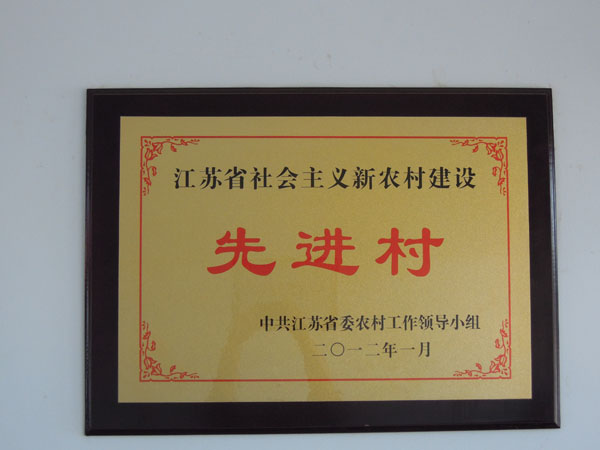 江苏省社会主义新农村建设
先进村
中共江苏省委农村工作领导小组
二〇一二年一月